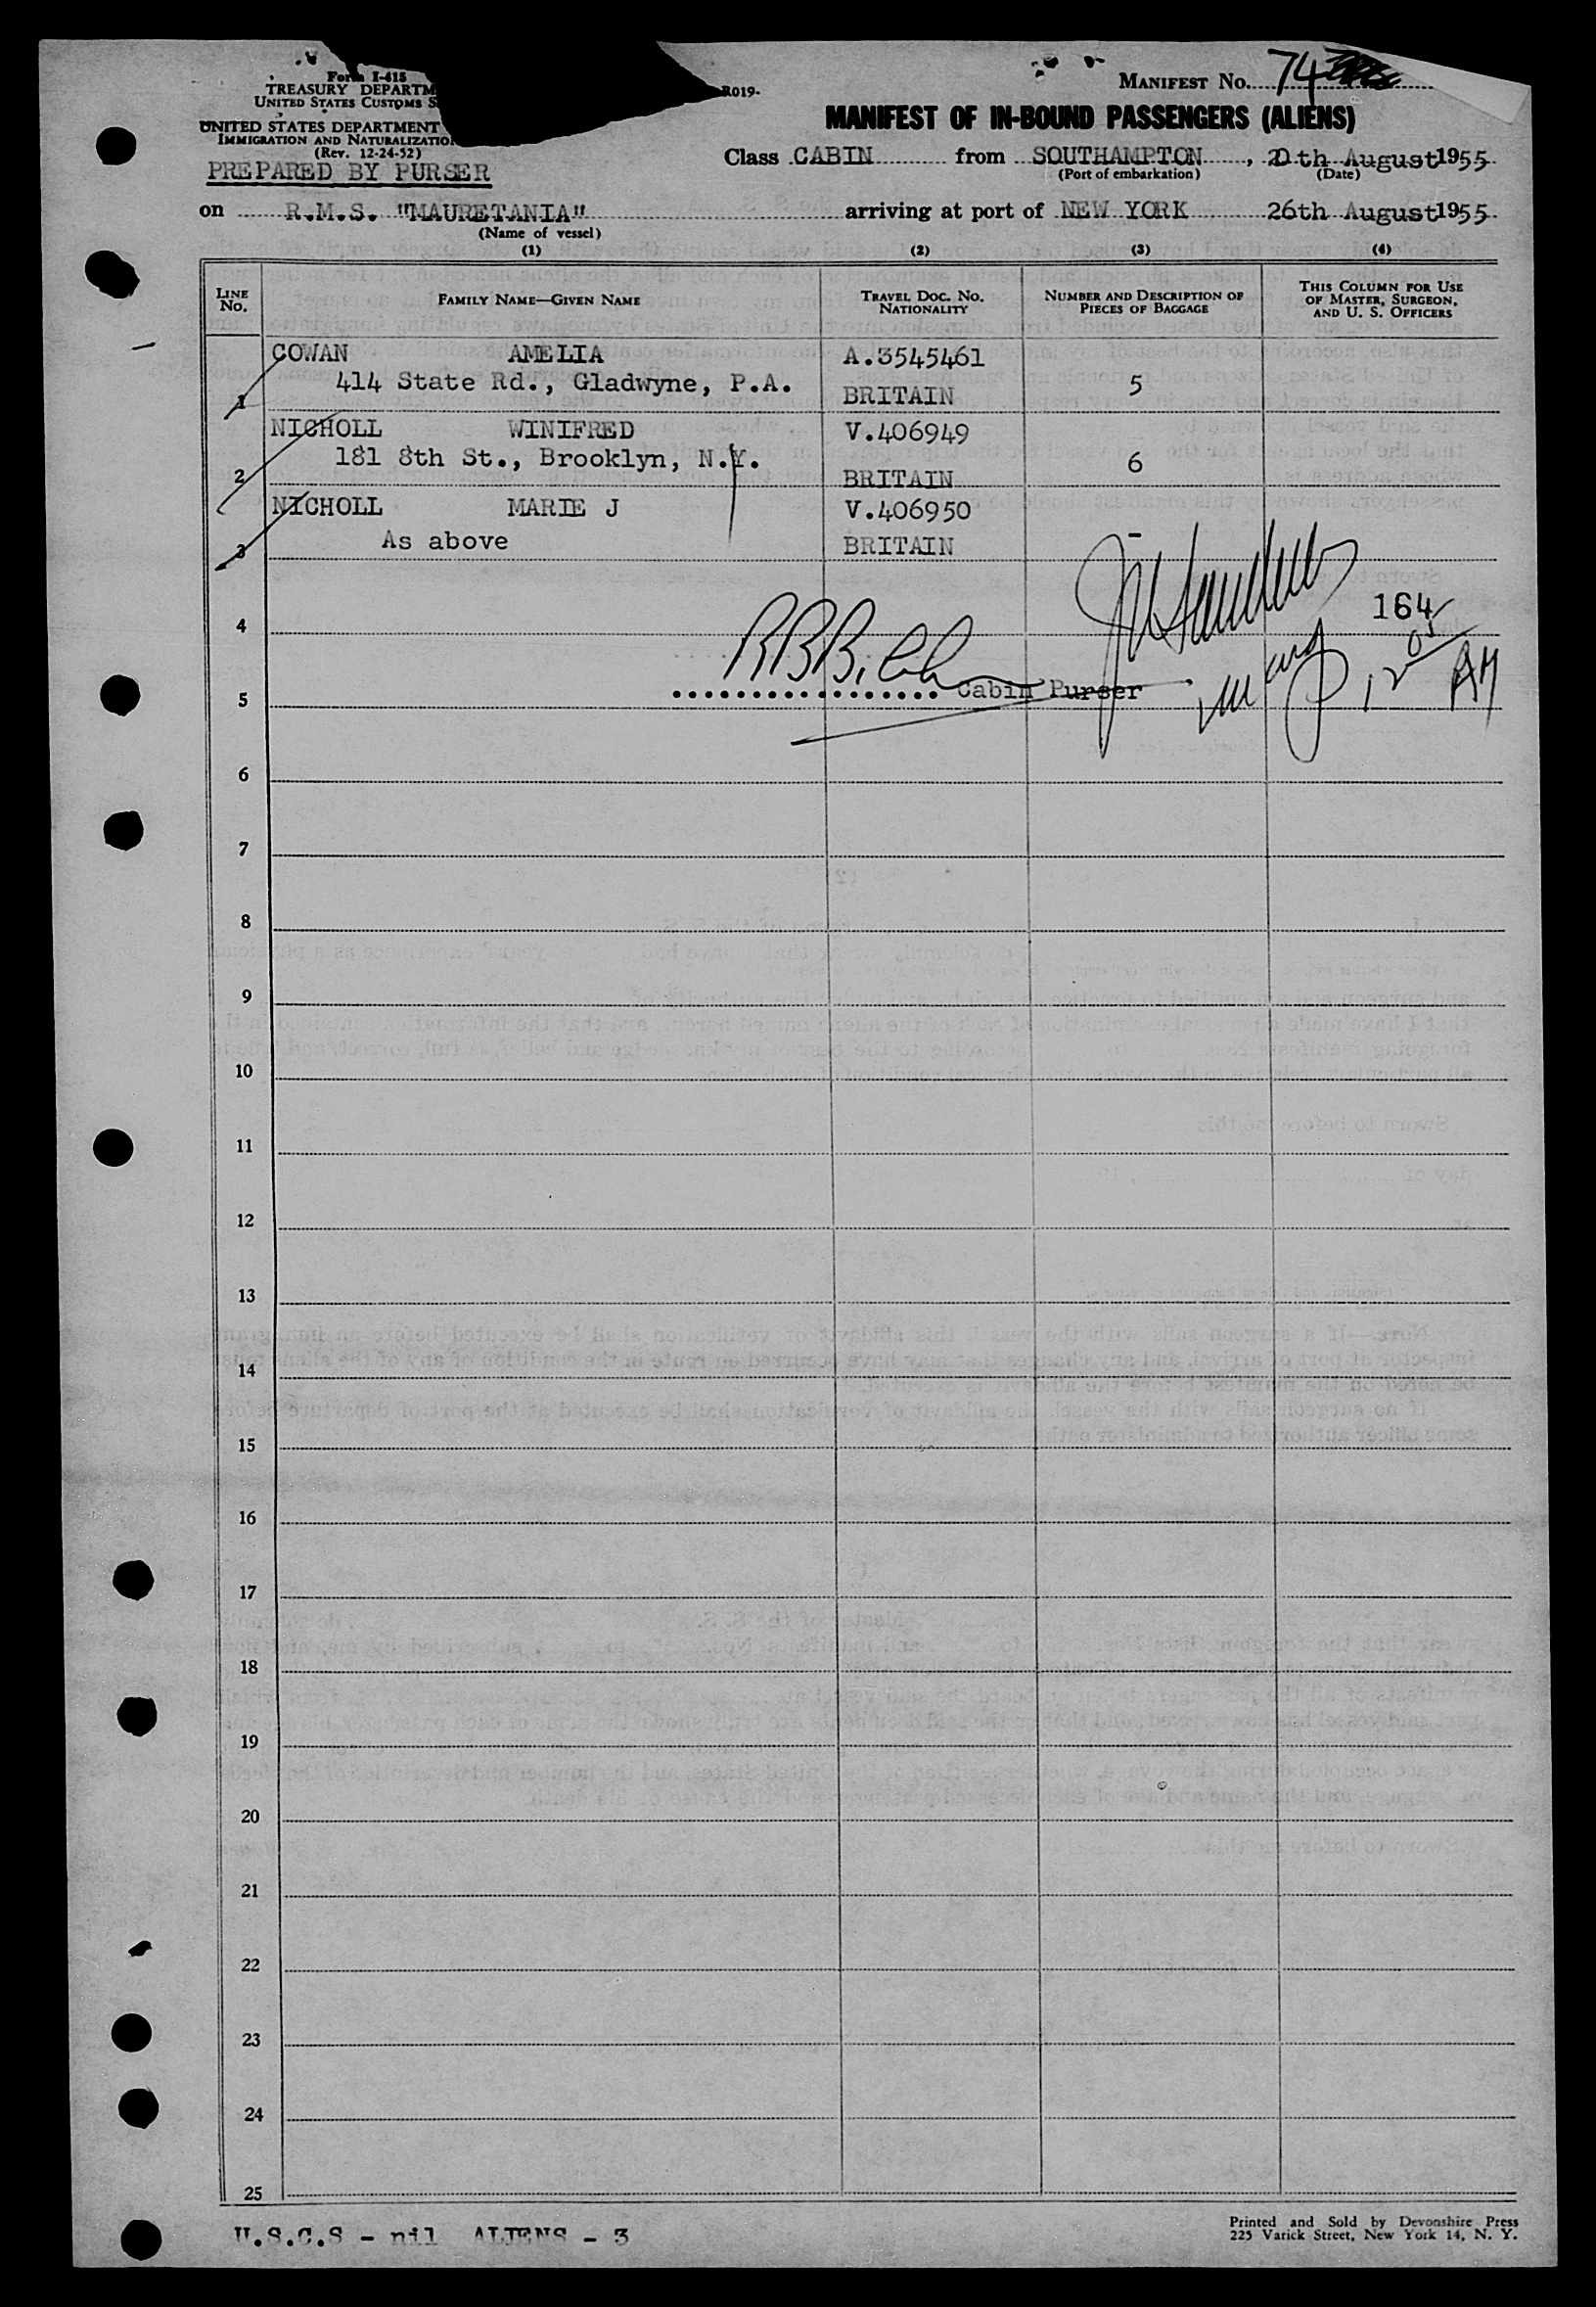 Form I-415
TREASURY DEPARTM
UNITED STATES CUSTOMS S
UNITED STATES DEPARTMENT
IMMIGRATION AND NATURALIZATIO
(Rev. 12-24-52)
PREPARED BY PURSER
R019-
MANIFEST No. 74
MANIFEST OF IN-BOUND PASSENGERS (ALIENS)
Class CABIN from SOUTHAMPTON, 20th August 1955
(Port of embarkation) (Date)
on R.M.S. "MAURETANIA" arriving at port of NEW YORK 26th August 1955
(Name of vessel)
(1) (2) (3) (4)
LINE No. FAMILY NAME—GIVEN NAME TRAVEL DOC. No. NATIONALITY NUMBER AND DESCRIPTION OF PIECES OF BAGGAGE THIS COLUMN FOR USE OF MASTER, SURGEON, AND U. S. OFFICERS
COWAN AMELIA A.3545461
414 State Rd., Gladwyne, P.A.
1 BRITAIN 5
NICHOLL WINIFRED V.406949
181 8th St., Brooklyn, N.Y.
2 BRITAIN 6
NICHOLL MARIE J V.406950
As above
3 BRITAIN -
164
4
5 Cabin Purser
6
7
8
9
10
11
12
13
14
15
16
17
18
19
20
21
22
23
24
25
U.S.C.S - nil ALIENS - 3
Printed and Sold by Devonshire Press
225 Varick Street, New York 14, N. Y.